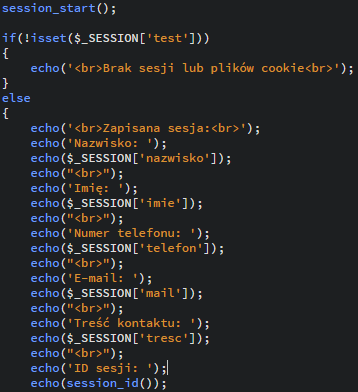 session_start();
if(!isset($_SESSION['test']))
{
echo('<br>Brak sesji lub plików cookie<br>');
}
else
{
echo('<br>Zapisana sesja:<br>');
echo('Nazwisko: ');
echo($_SESSION['nazwisko']);
echo("<br>");
echo('Imię: ');
echo($_SESSION['imie']);
echo("<br>");
echo('Numer telefonu: ');
echo($_SESSION['telefon']);
echo("<br>");
echo('E-mail: ');
echo($_SESSION['mail']);
echo("<br>");
echo('Treść kontaktu: ');
echo($_SESSION['tresc']);
echo("<br>");
echo('ID sesji: ');
echo(session_id());